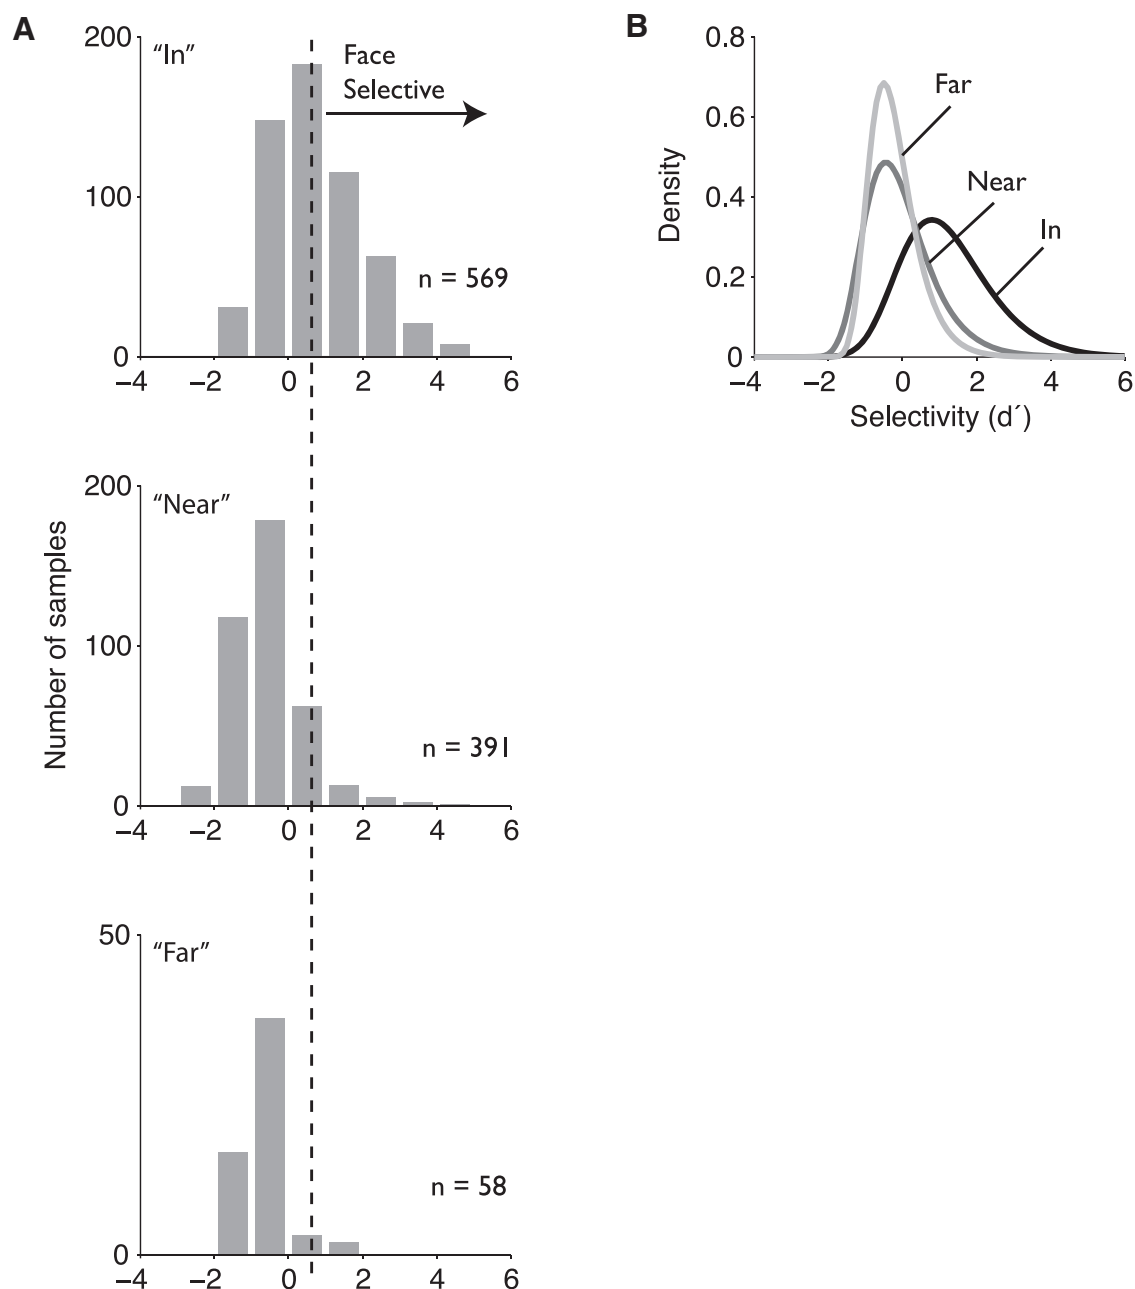 A
200
100
0
“In”
Face
Selective
n = 569
−4 −2 0 2 4 6
Number of samples
200
100
0
“Near”
n = 391
−4 −2 0 2 4 6
50
0
“Far”
n = 58
−4 −2 0 2 4 6
B
Density
0.8
0.6
0.4
0.2
0
Far
Near
In
−4 −2 0 2 4 6
Selectivity (d´)